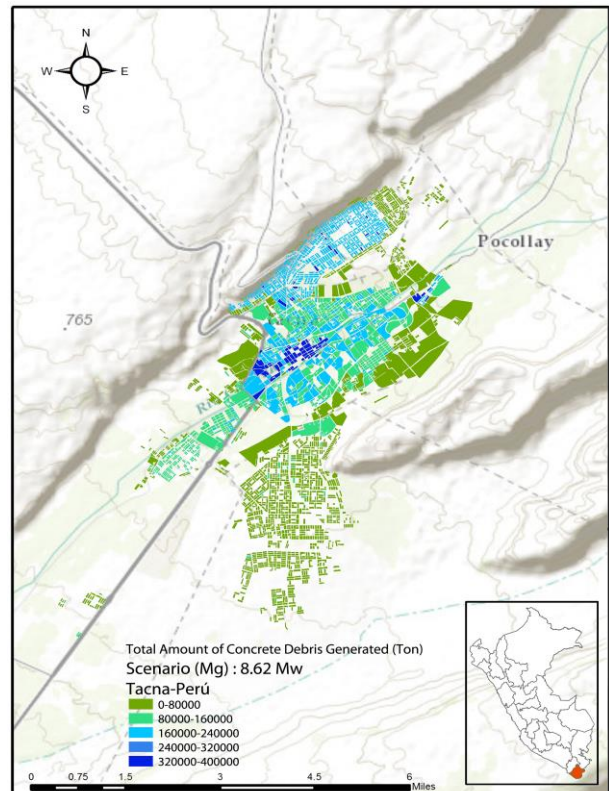 N
W E
S
Pocollay
.765
Total Amount of Concrete Debris Generated (Ton)
Scenario (Mg) : 8.62 Mw
Tacna-Perú
0-80000
80000-160000
160000-240000
240000-320000
320000-400000
0 0.75 1.5 3 4.5 6
Miles